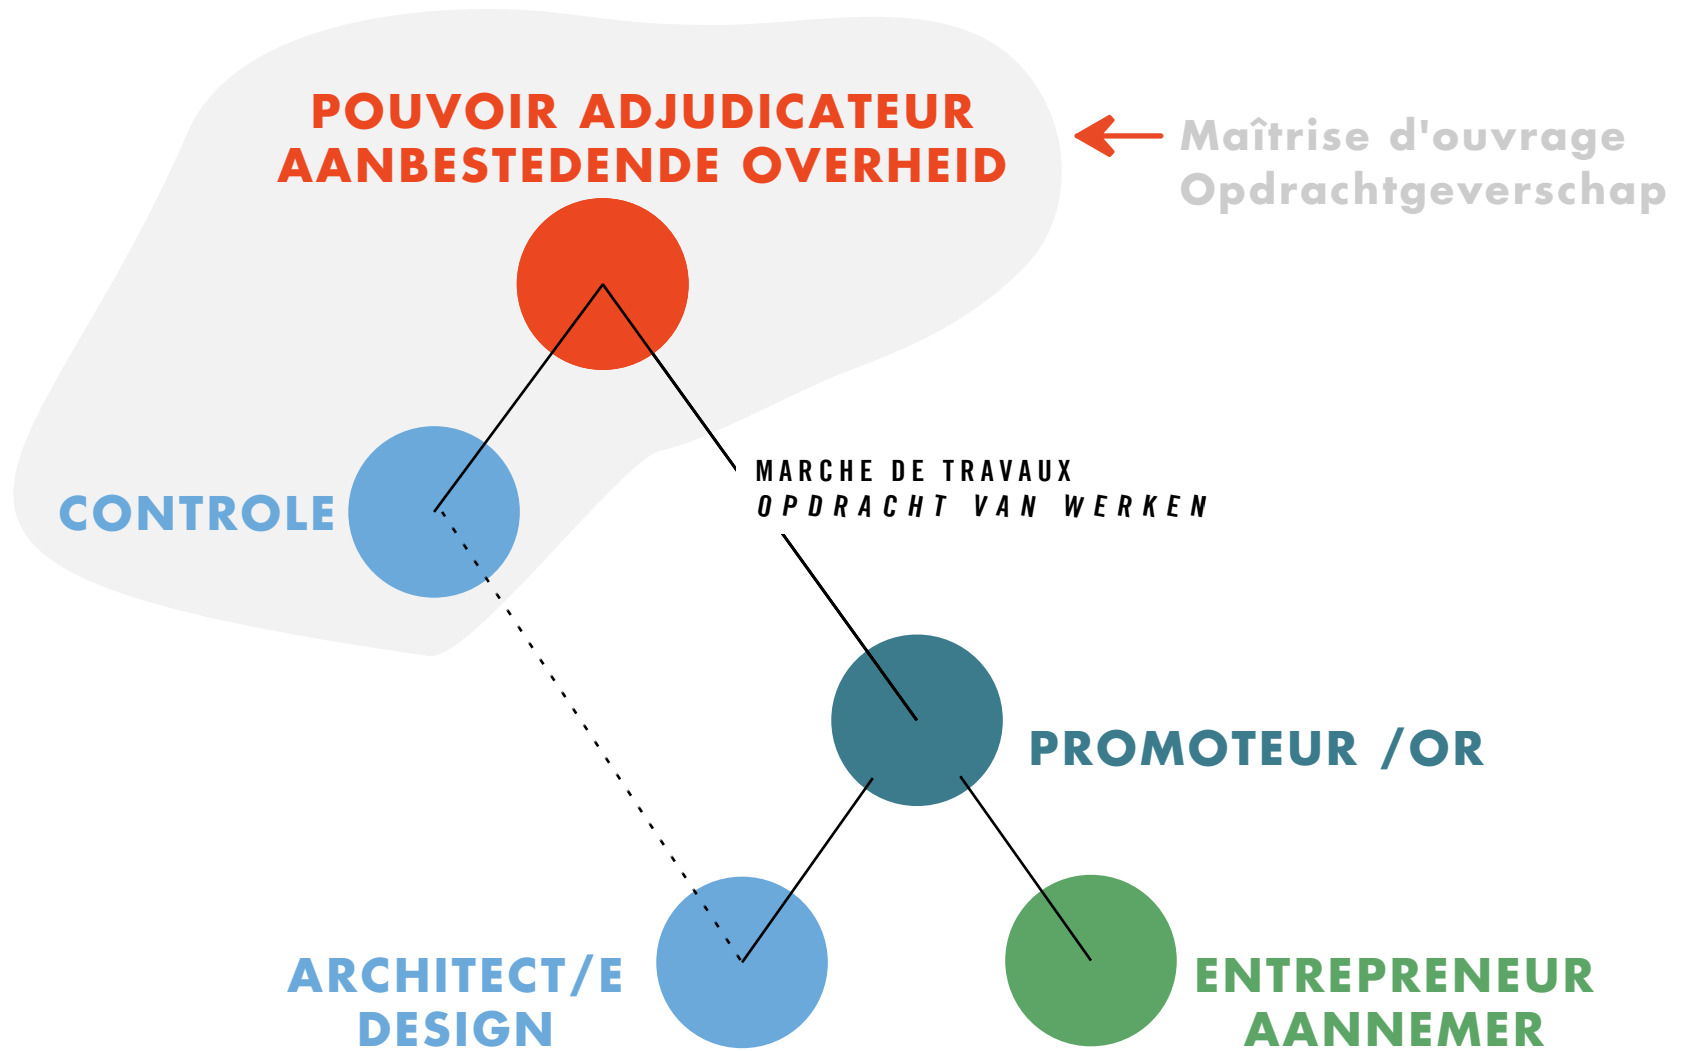 POUVOIR ADJUDICATEUR
AANBESTEDENDE OVERHEID
Maîtrise d'ouvrage
Opdrachtgeverschap
MARCHE DE TRAVAUX
OPDRACHT VAN WERKEN
CONTROLE
PROMOTEUR /OR
ARCHITECT/E
DESIGN
ENTREPRENEUR
AANNEMER